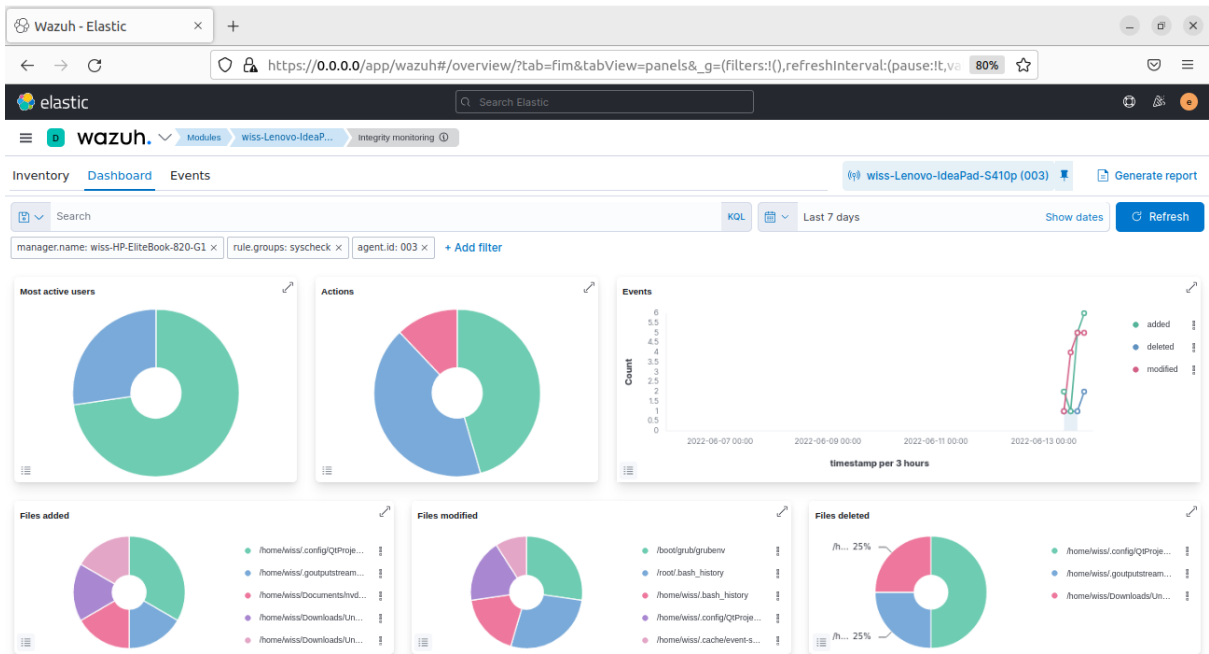 Wazuh - Elastic
https://0.0.0.0/app/wazuh#/overview/?tab=fim&tabView=panels&_g=(filters:!(),refreshInterval:(pause:!t,va 80%
elastic Search Elastic e
D wazuh. Modules wiss-Lenovo-IdeaP... Integrity monitoring
Inventory Dashboard Events wiss-Lenovo-IdeaPad-S410p (003) Generate report
Search KQL Last 7 days Show dates Refresh
manager.name: wiss-HP-EliteBook-820-G1 × rule.groups: syscheck × agent.id: 003 × + Add filter
Most active users
Actions
Events
6
5.5
5
4.5
4
3.5
3
2.5
2
1.5
1
0.5
0
Count
2022-06-07 00:00 2022-06-09 00:00 2022-06-11 00:00 2022-06-13 00:00
timestamp per 3 hours
added
deleted
modified
Files added
/home/wiss/.config/QtProje...
/home/wiss/.goutputstream...
/home/wiss/Documents/nvd...
/home/wiss/Downloads/Un...
/home/wiss/Downloads/Un...
Files modified
/boot/grub/grubenv
/root/.bash_history
/home/wiss/.bash_history
/home/wiss/.config/QtProje...
/home/wiss/.cache/event-s...
Files deleted
/h... 25%
/h... 25%
/home/wiss/.config/QtProje...
/home/wiss/.goutputstream...
/home/wiss/Downloads/Un...